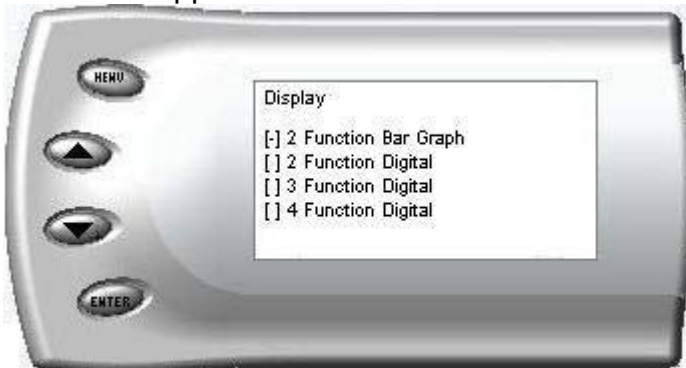 MENU
Display
[-] 2 Function Bar Graph
[ ] 2 Function Digital
[ ] 3 Function Digital
[ ] 4 Function Digital
ENTER